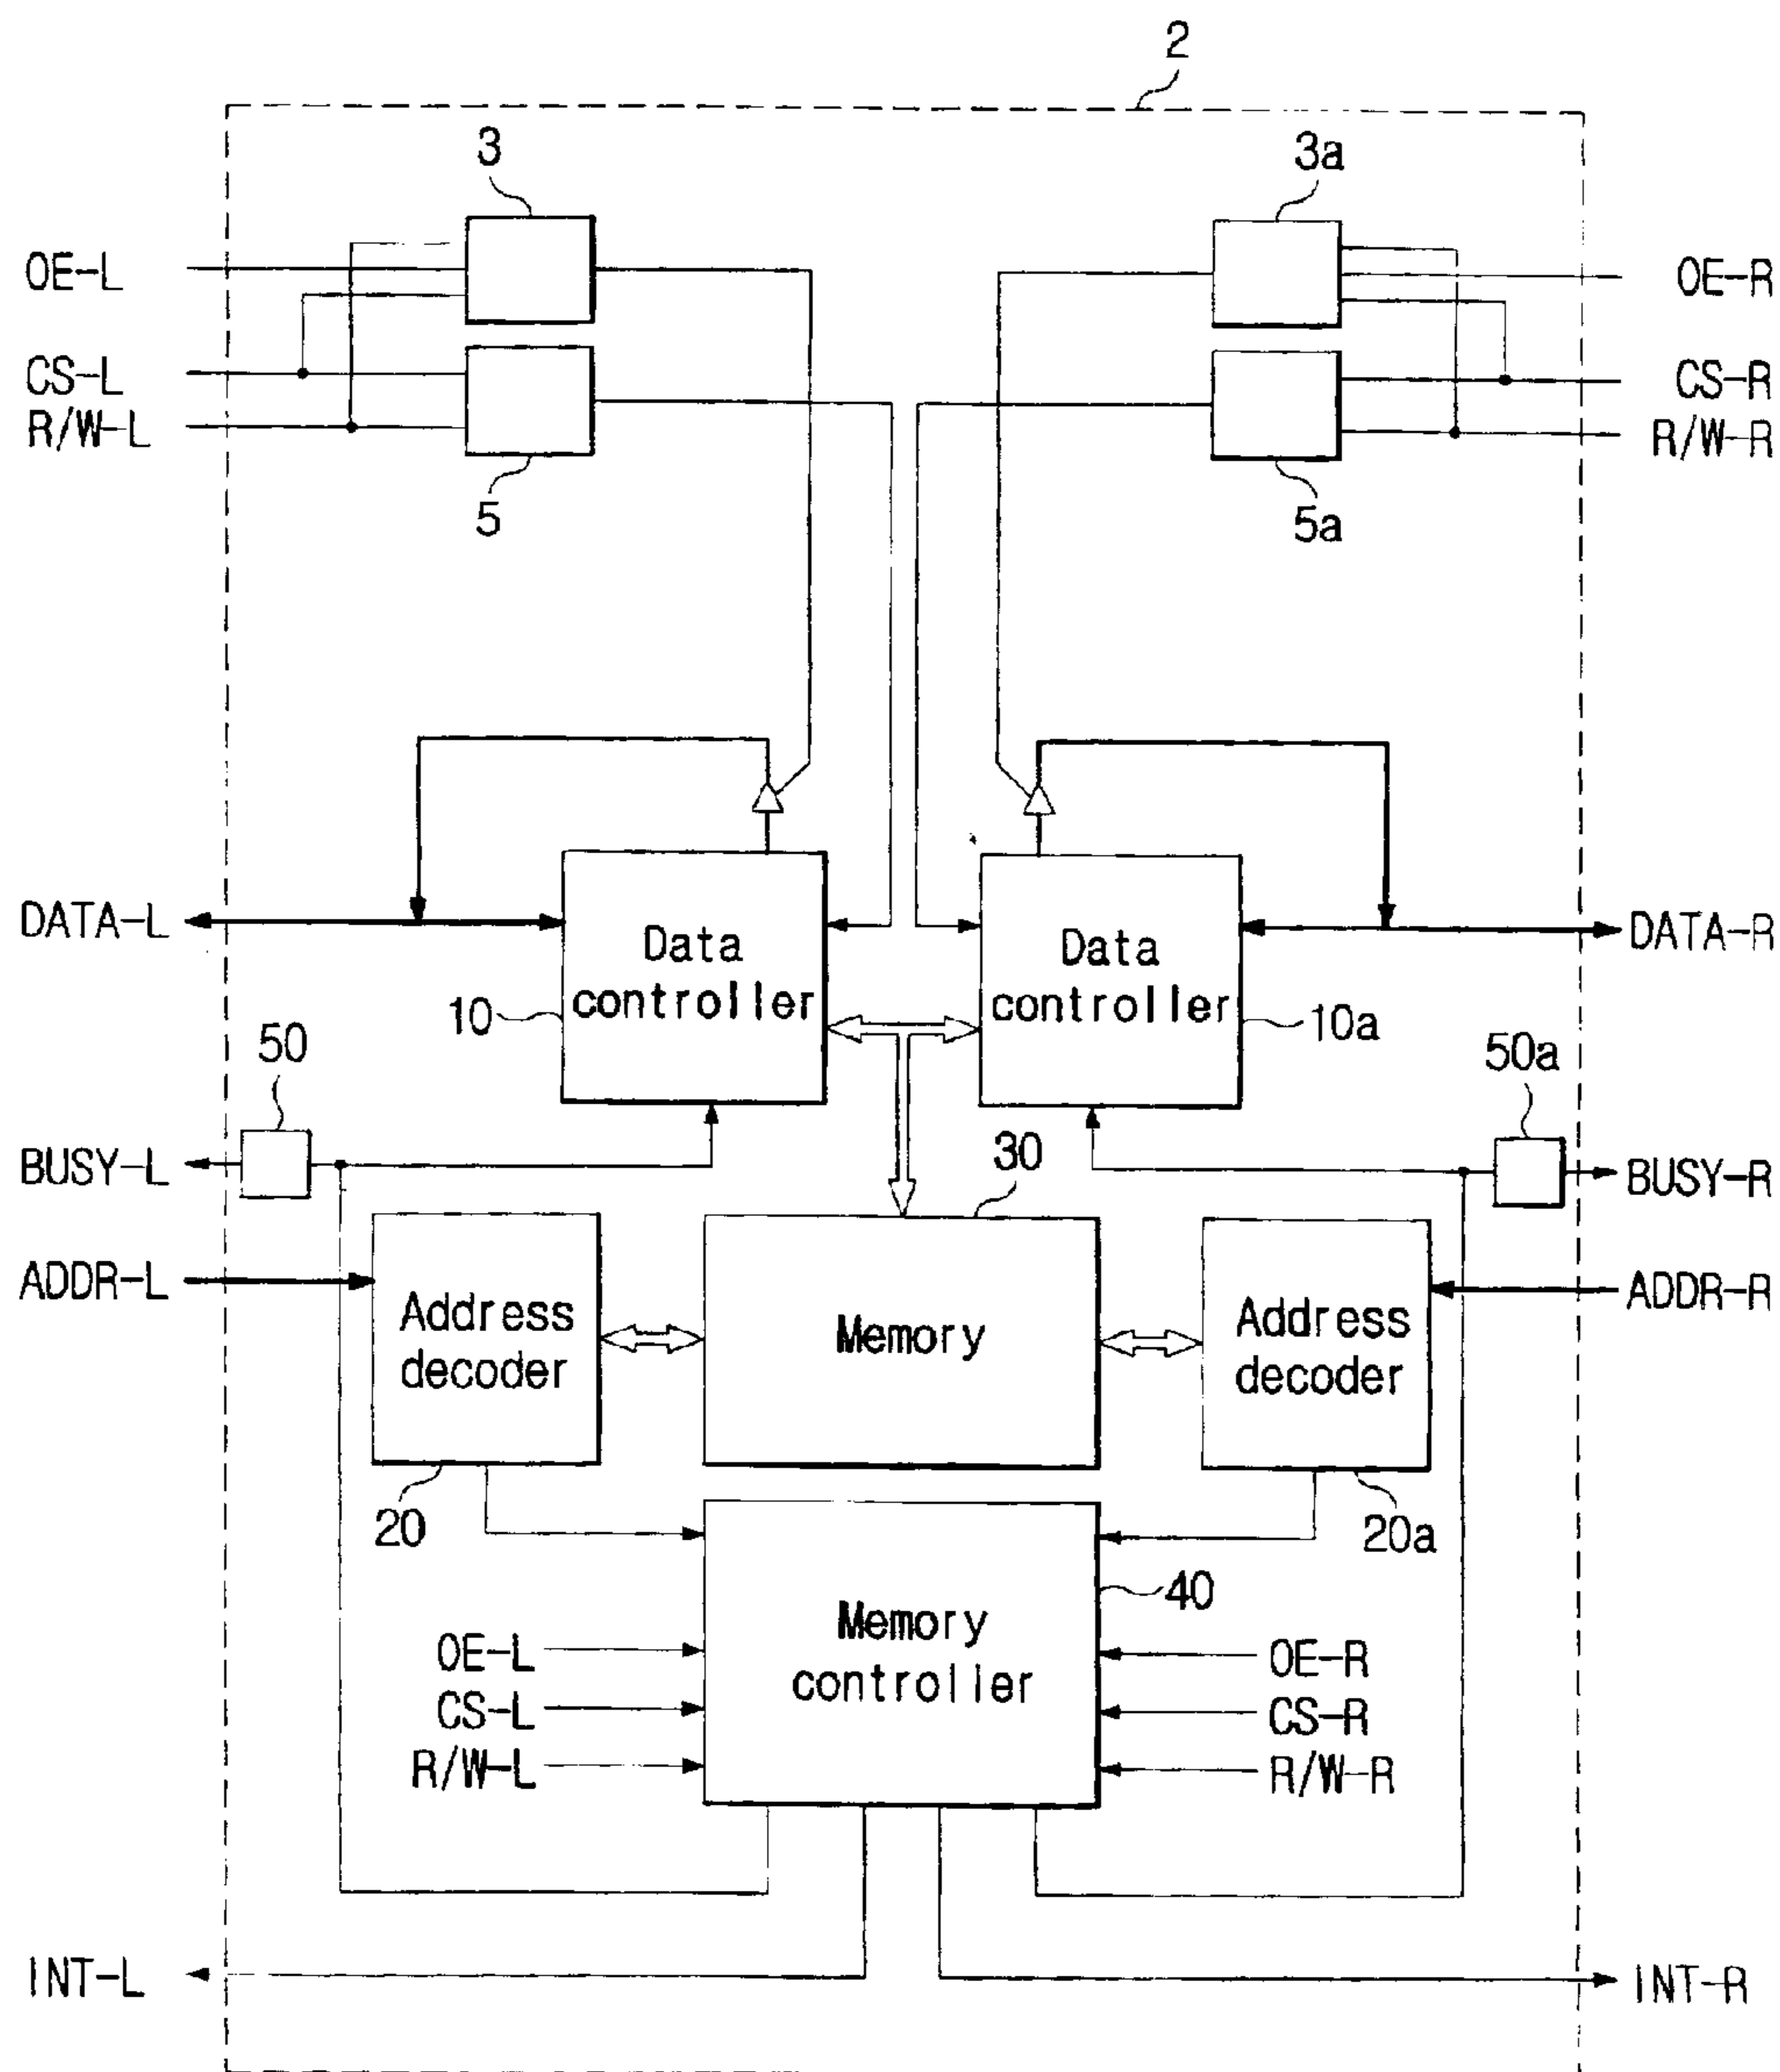 2
3
3a
OE-L
OE-R
CS-L
CS-R
R/W-L
R/W-R
5
5a
DATA-L
Data
controller
Data
controller
DATA-R
10
10a
50
50a
BUSY-L
30
BUSY-R
ADDR-L
Address
decoder
Memory
Address
decoder
ADDR-R
20
20a
40
Memory
controller
OE-L
OE-R
CS-L
CS-R
R/W-L
R/W-R
INT-L
INT-R